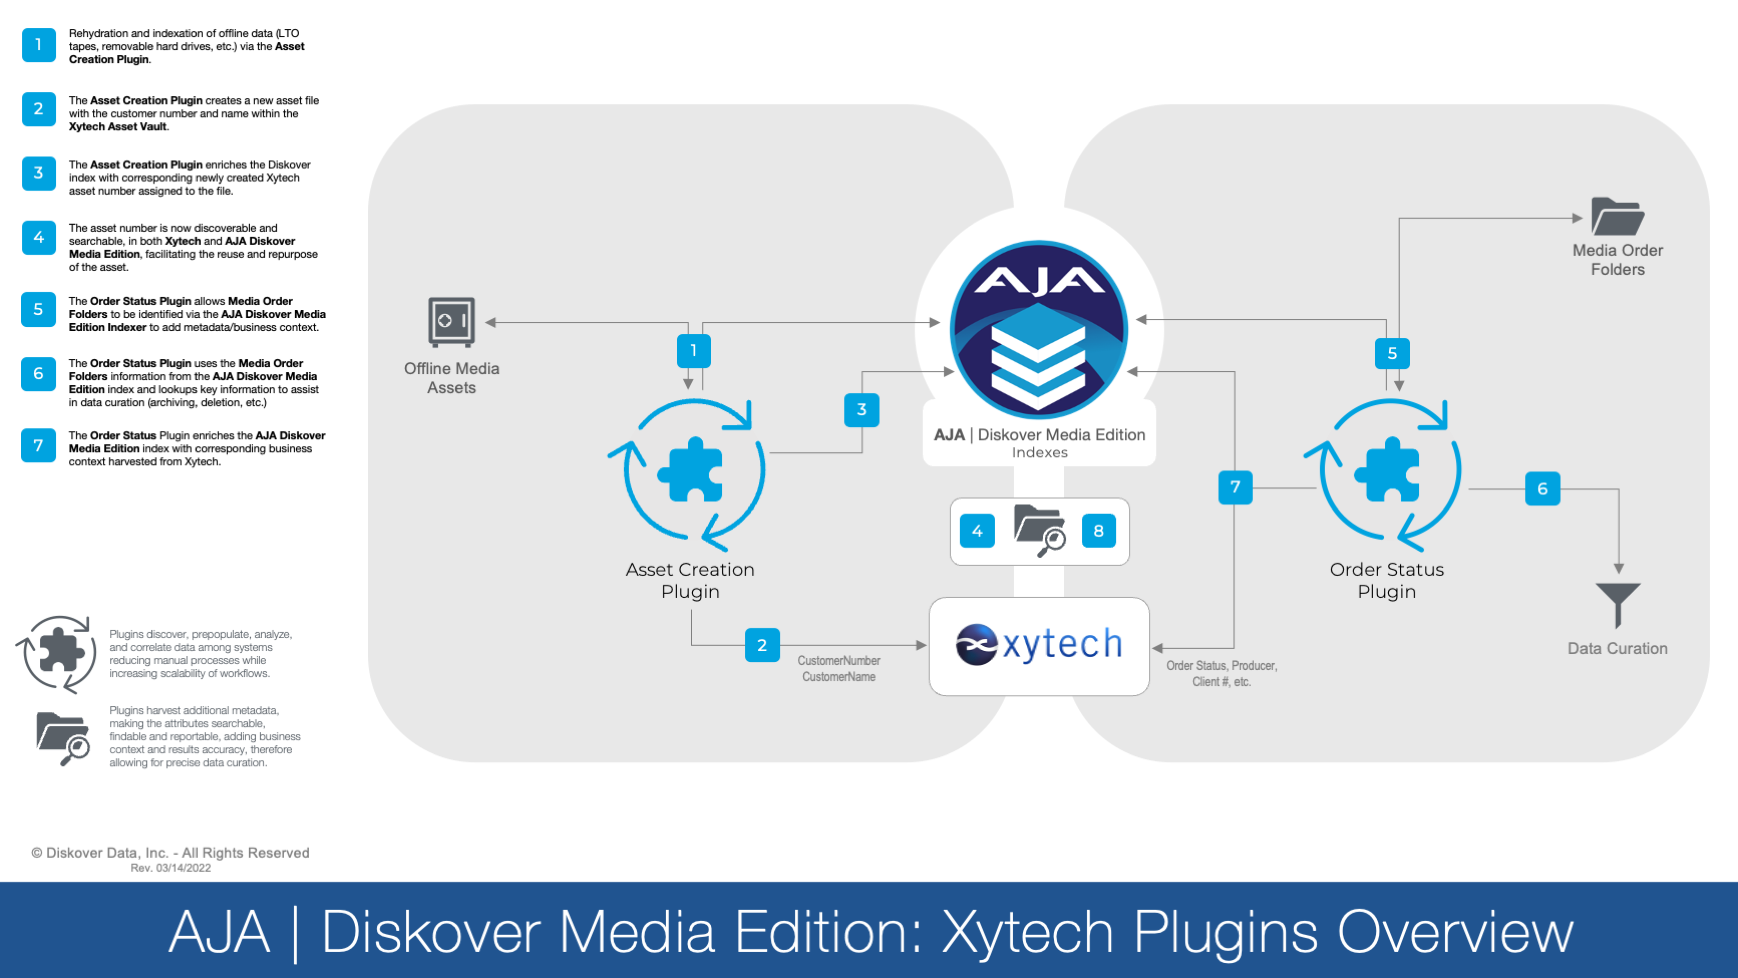 1
Rehydration and indexation of offline data (LTO
tapes, removable hard drives, etc.) via the Asset
Creation Plugin.
2
The Asset Creation Plugin creates a new asset file
with the customer number and name within the
Xytech Asset Vault.
3
The Asset Creation Plugin enriches the Diskover
index with corresponding newly created Xytech
asset number assigned to the file.
4
The asset number is now discoverable and
searchable, in both Xytech and AJA Diskover
Media Edition, facilitating the reuse and repurpose
of the asset.
5
The Order Status Plugin allows Media Order
Folders to be identified via the AJA Diskover Media
Edition Indexer to add metadata/business context.
6
The Order Status Plugin uses the Media Order
Folders information from the AJA Diskover Media
Edition index and lookups key information to assist
in data curation (archiving, deletion, etc.)
7
The Order Status Plugin enriches the AJA Diskover
Media Edition index with corresponding business
context harvested from Xytech.
Plugins discover, prepopulate, analyze,
and correlate data among systems
reducing manual processes while
increasing scalability of workflows.
Plugins harvest additional metadata,
making the attributes searchable,
findable and reportable, adding business
context and results accuracy, therefore
allowing for precise data curation.
© Diskover Data, Inc. - All Rights Reserved
Rev. 03/14/2022
Offline Media
Assets
1
3
Asset Creation
Plugin
2
CustomerNumber
CustomerName
AJA
AJA | Diskover Media Edition
Indexes
4
8
xytech
Media Order
Folders
5
7
6
Order Status
Plugin
Order Status, Producer,
Client #, etc.
Data Curation
AJA | Diskover Media Edition: Xytech Plugins Overview